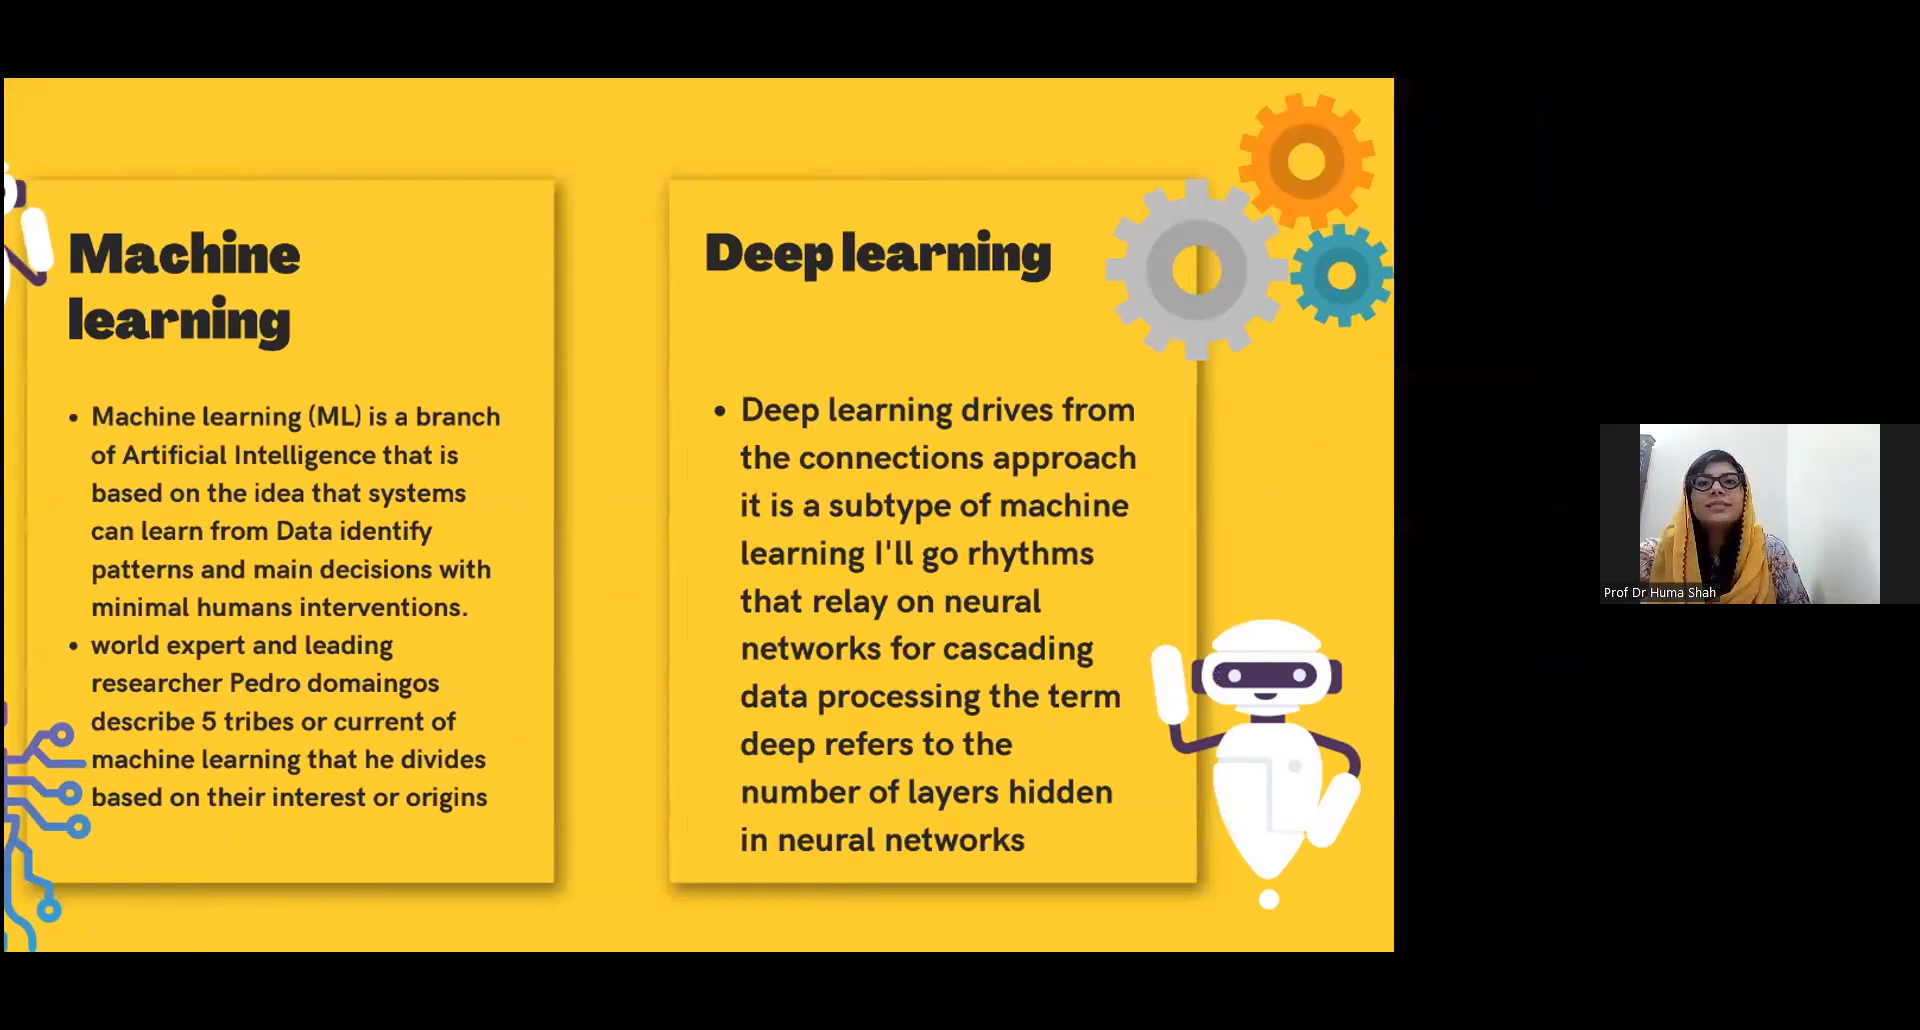 Machine
learning
Machine learning (ML) is a branch
of Artificial Intelligence that is
based on the idea that systems
can learn from Data identify
patterns and main decisions with
minimal humans interventions.
world expert and leading
researcher Pedro domaingos
describe 5 tribes or current of
machine learning that he divides
based on their interest or origins
Deep learning
Deep learning drives from
the connections approach
it is a subtype of machine
learning I'll go rhythms
that relay on neural
networks for cascading
data processing the term
deep refers to the
number of layers hidden
in neural networks
Prof Dr Huma Shah